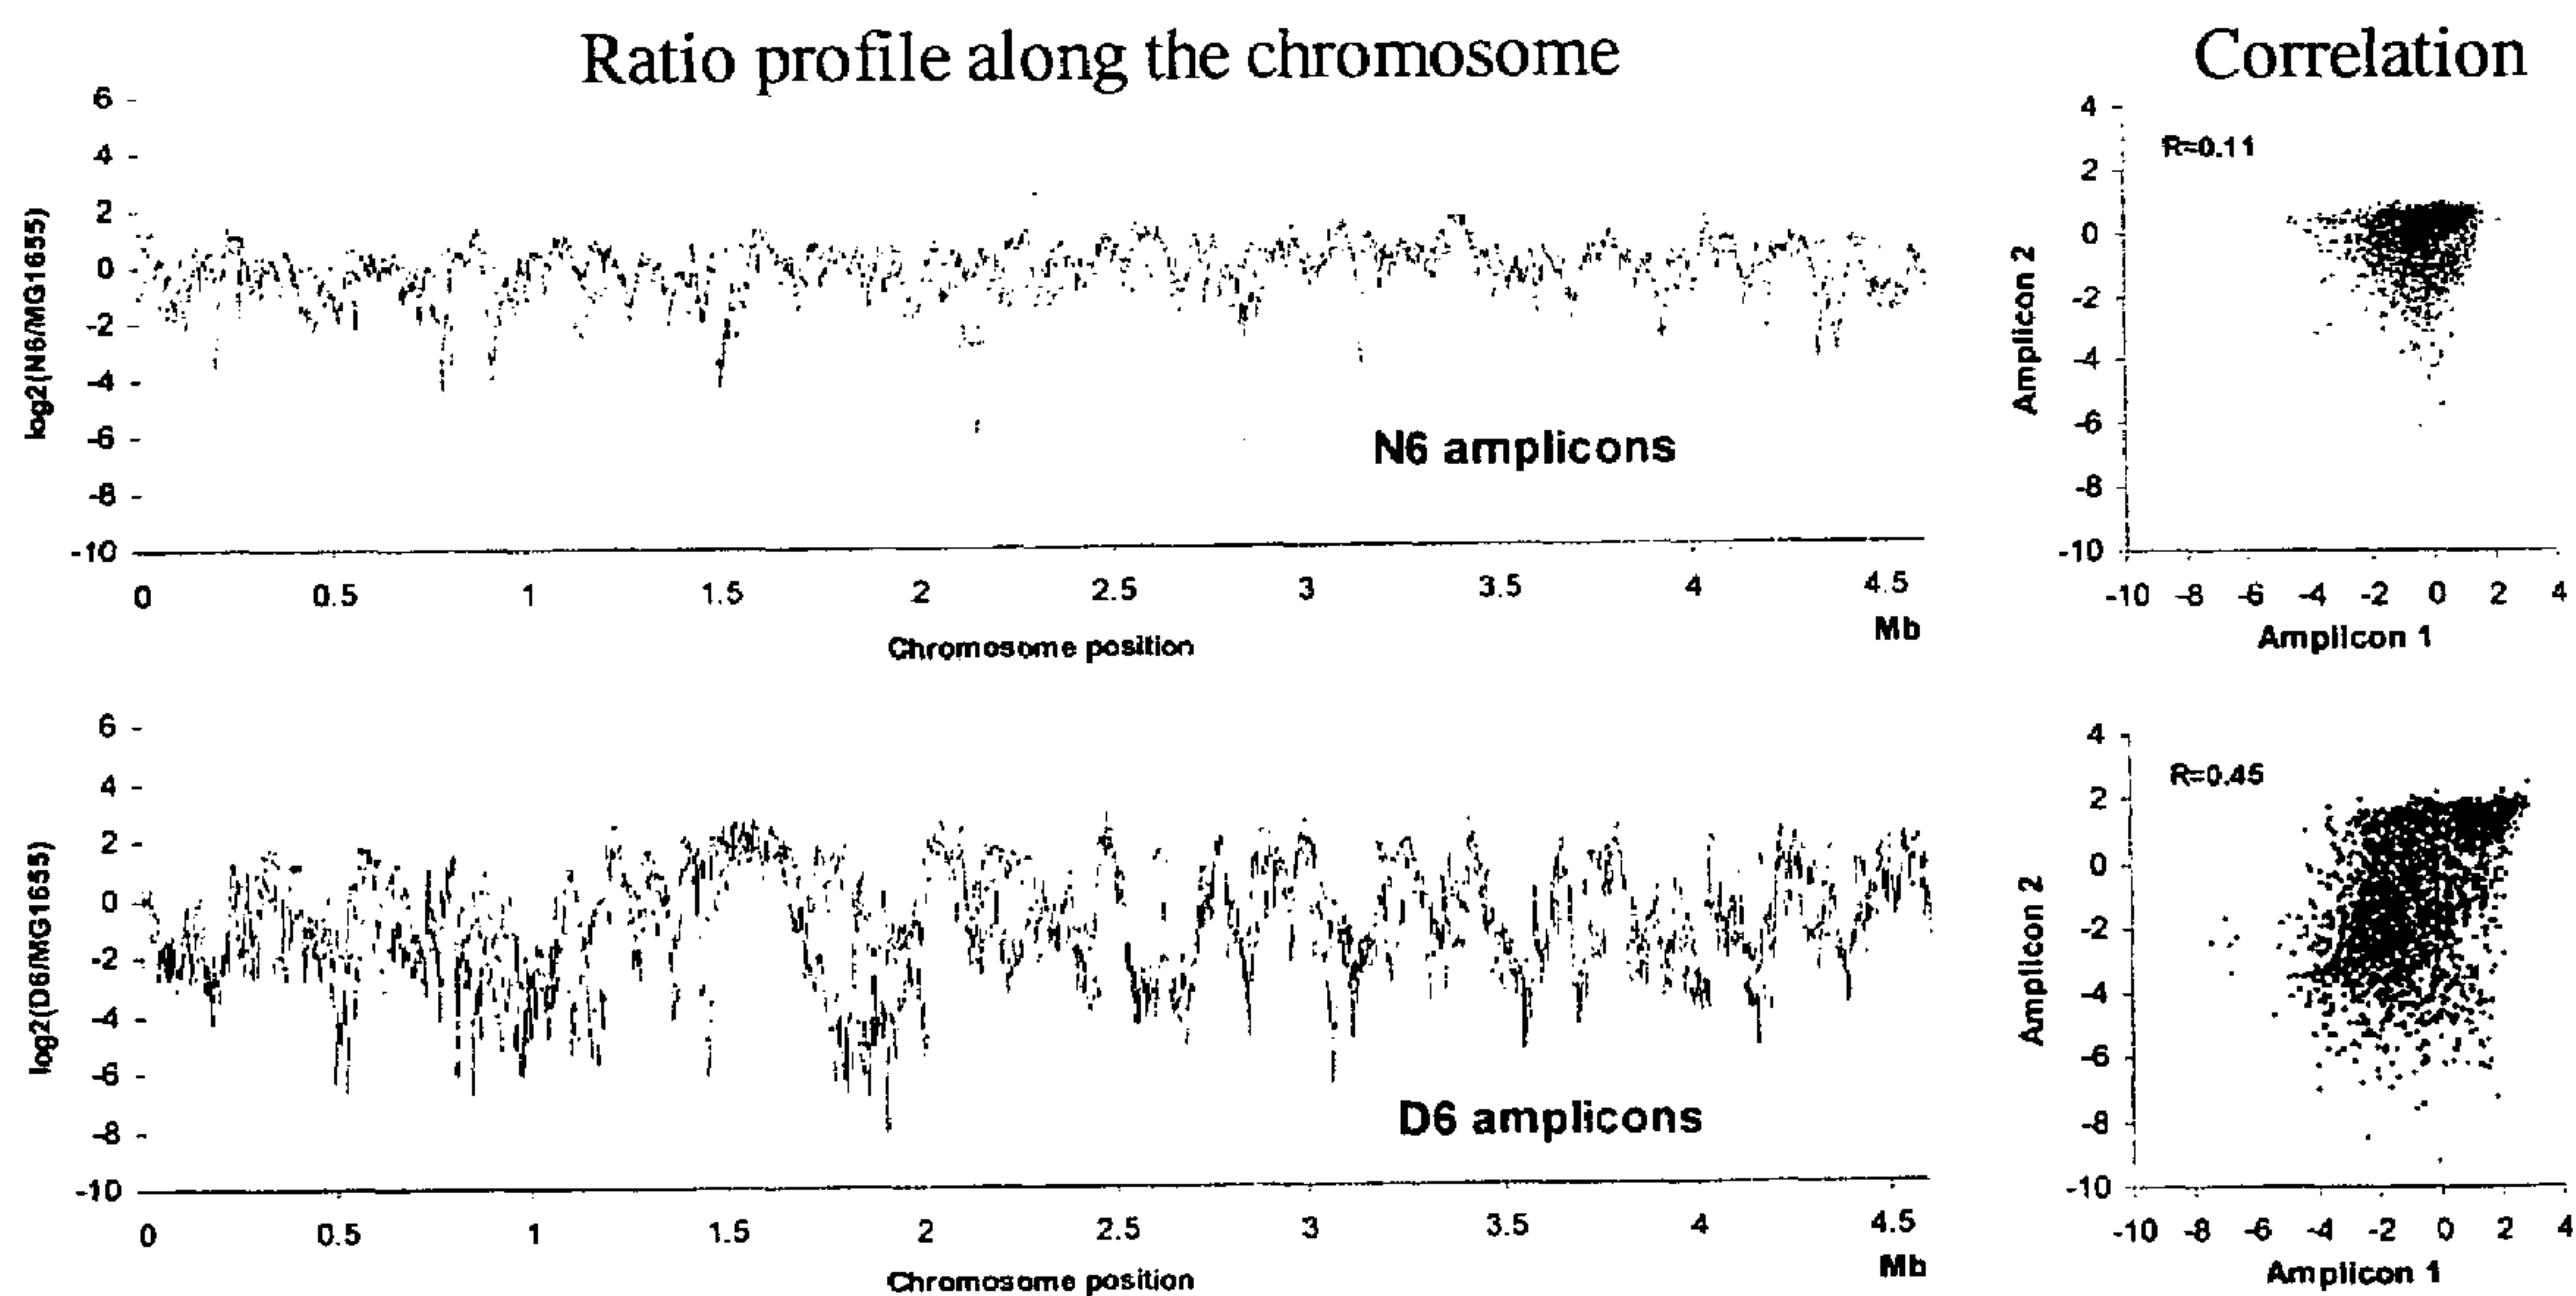 Ratio profile along the chromosome
Correlation
6
4
2
0
-2
-4
-6
-8
-10
log2(N6/MG1655)
N6 amplicons
0 0.5 1 1.5 2 2.5 3 3.5 4 4.5
Mb
Chromosome position
4
2
0
-2
-4
-6
-8
-10
Amplicon 2
R=0.11
-10 -8 -6 -4 -2 0 2 4
Amplicon 1
6
4
2
0
-2
-4
-6
-8
-10
log2(D6/MG1655)
D6 amplicons
0 0.5 1 1.5 2 2.5 3 3.5 4 4.5
Mb
Chromosome position
4
2
0
-2
-4
-6
-8
-10
Amplicon 2
R=0.45
-10 -8 -6 -4 -2 0 2 4
Amplicon 1